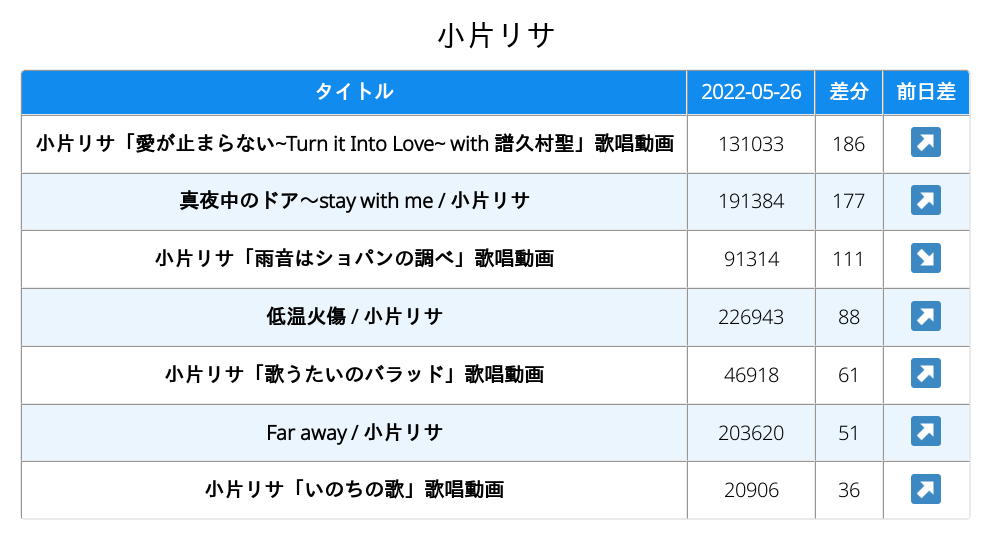 小片リサ
タイトル 2022-05-26 差分 前日差
小片リサ「愛が止まらない~Turn it Into Love~ with 譜久村聖」歌唱動画 131033 186 ↗
真夜中のドア〜stay with me / 小片リサ 191384 177 ↗
小片リサ「雨音はショパンの調べ」歌唱動画 91314 111 ↘
低温火傷 / 小片リサ 226943 88 ↗
小片リサ「歌うたいのバラッド」歌唱動画 46918 61 ↗
Far away / 小片リサ 203620 51 ↗
小片リサ「いのちの歌」歌唱動画 20906 36 ↗